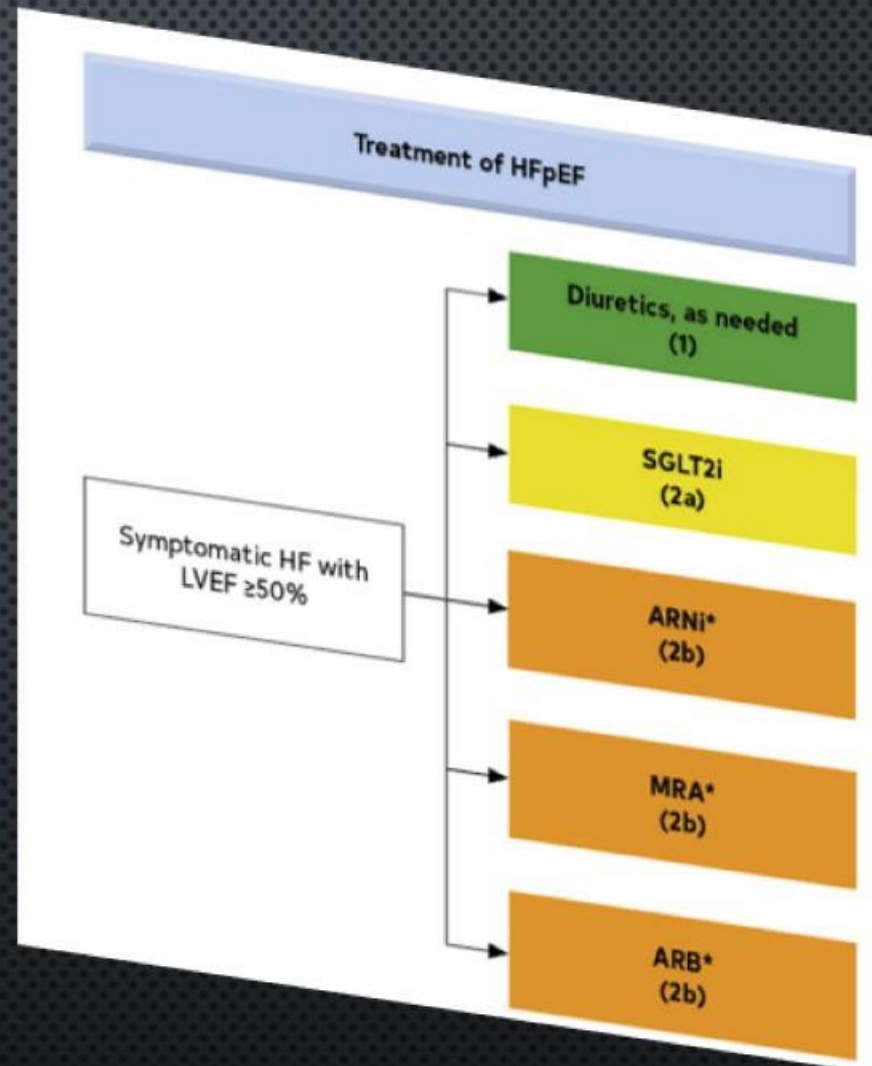 Treatment of HFpEF
Diuretics, as needed
(1)
SGLT2i
(2a)
Symptomatic HF with
LVEF ≥50%
ARNi*
(2b)
MRA*
(2b)
ARB*
(2b)